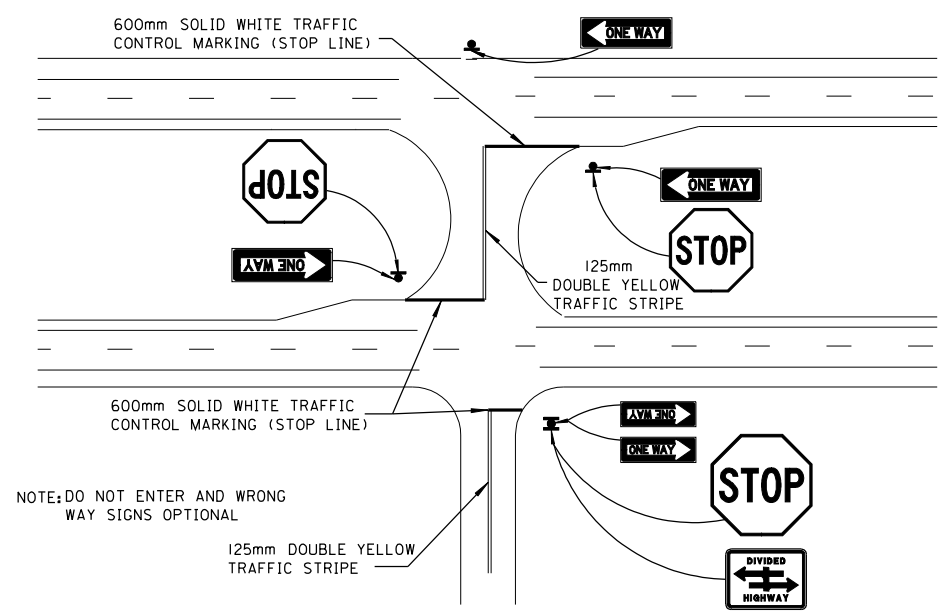 600mm SOLID WHITE TRAFFIC
CONTROL MARKING (STOP LINE)
ONE WAY
STOP
ONE WAY
ONE WAY
STOP
125mm
DOUBLE YELLOW
TRAFFIC STRIPE
600mm SOLID WHITE TRAFFIC
CONTROL MARKING (STOP LINE)
ONE WAY
ONE WAY
STOP
NOTE: DO NOT ENTER AND WRONG
WAY SIGNS OPTIONAL
125mm DOUBLE YELLOW
TRAFFIC STRIPE
DIVIDED
HIGHWAY